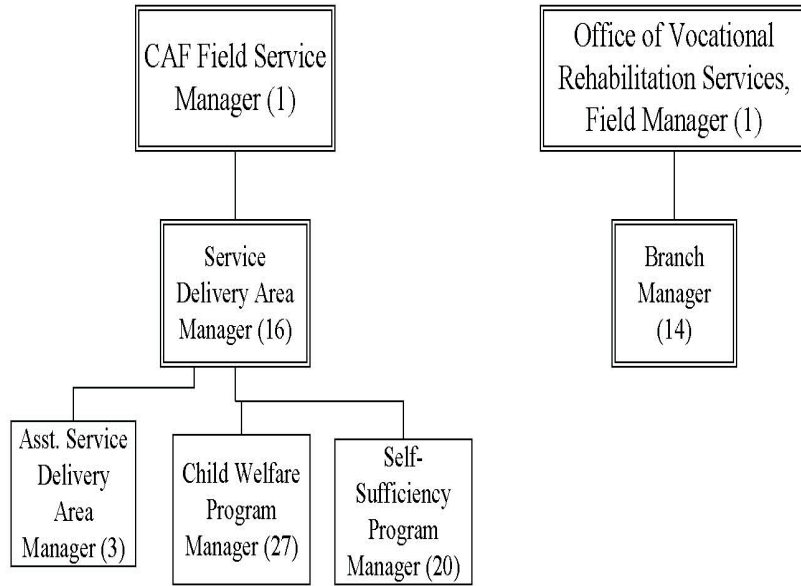 CAF Field Service
Manager (1)
Office of Vocational
Rehabilitation Services,
Field Manager (1)
Service
Delivery Area
Manager (16)
Branch
Manager
(14)
Asst. Service
Delivery
Area
Manager (3)
Child Welfare
Program
Manager (27)
Self-
Sufficiency
Program
Manager (20)